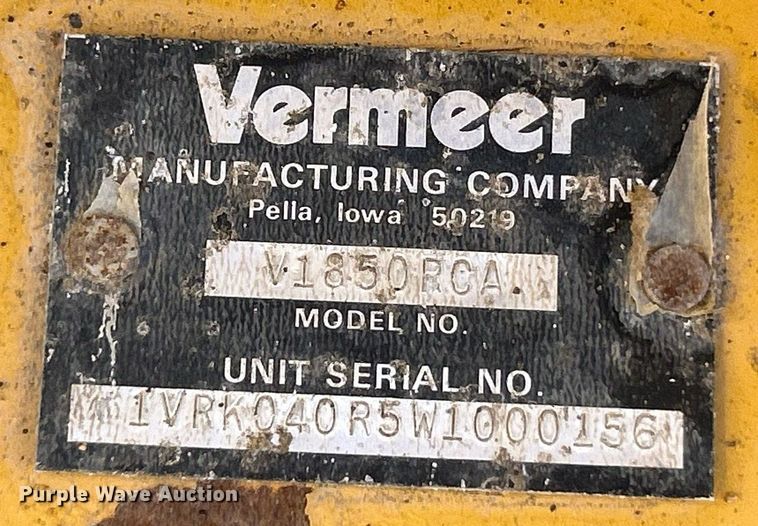 Vermeer
MANUFACTURING COMPANY
Pella, Iowa 50219
V1850RCA
MODEL NO.
UNIT SERIAL NO.
1VRK040R5W1000156
Purple Wave Auction